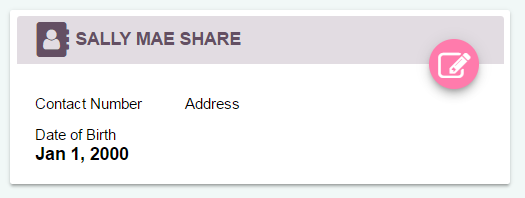 SALLY MAE SHARE
Contact Number Address
Date of Birth
Jan 1, 2000